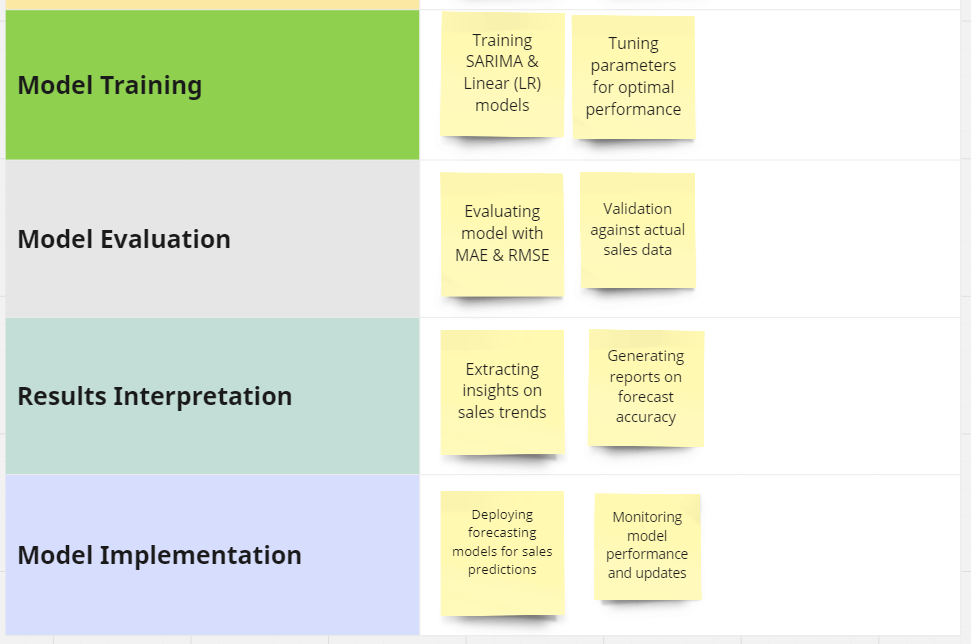 Model Training
Training
SARIMA &
Linear (LR)
models
Tuning
parameters
for optimal
performance
Model Evaluation
Evaluating
model with
MAE & RMSE
Validation
against actual
sales data
Results Interpretation
Extracting
insights on
sales trends
Generating
reports on
forecast
accuracy
Model Implementation
Deploying
forecasting
models for sales
predictions
Monitoring
model
performance
and updates